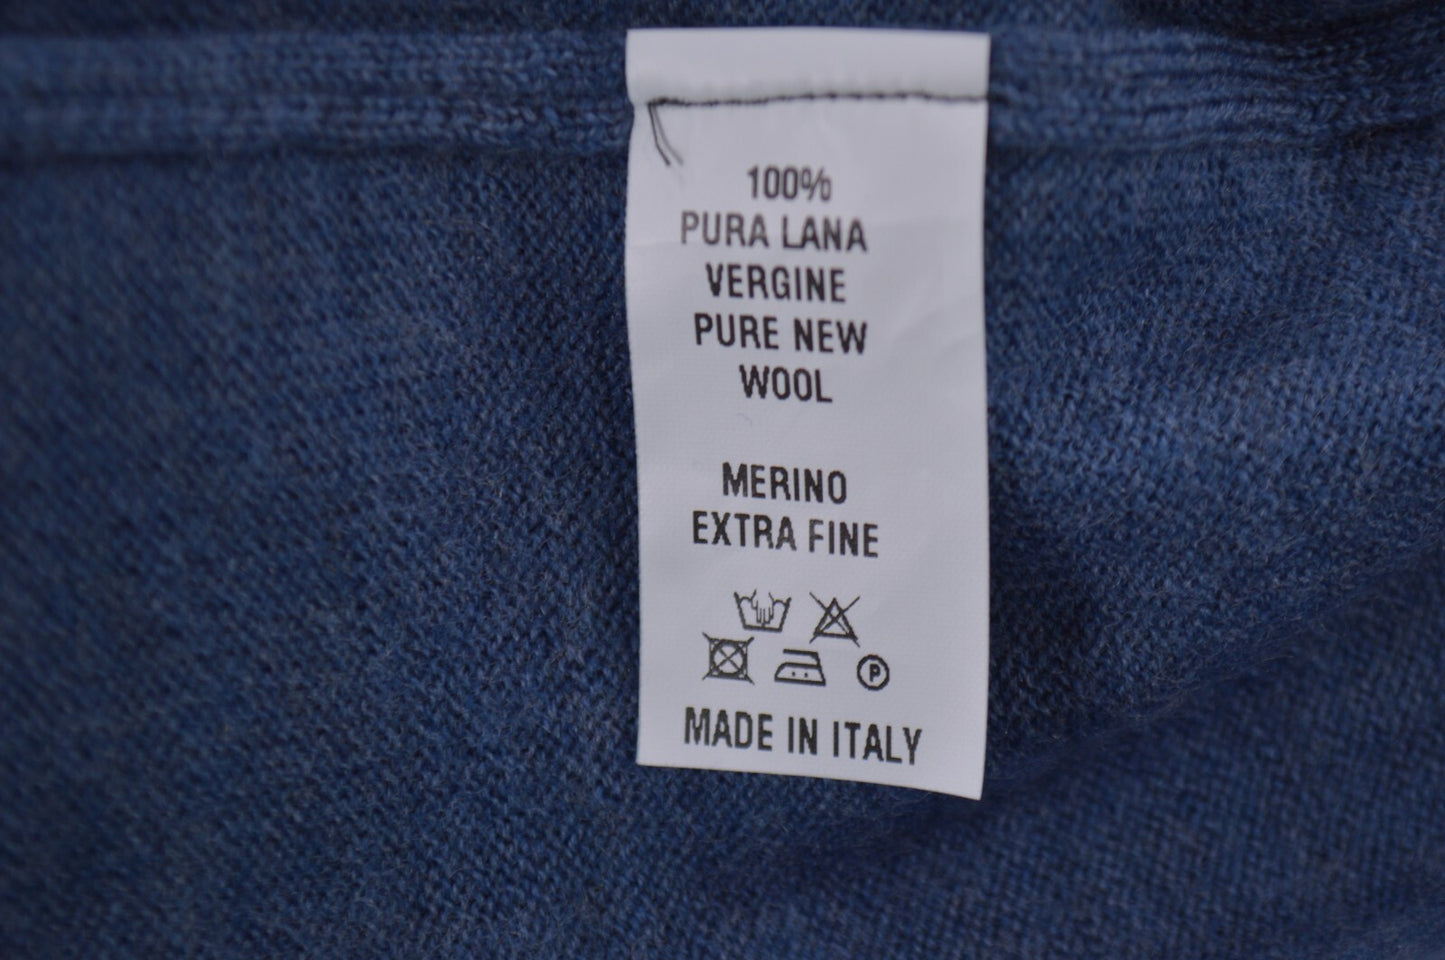 100%
PURA LANA
VERGINE
PURE NEW
WOOL
MERINO
EXTRA FINE
P
MADE IN ITALY